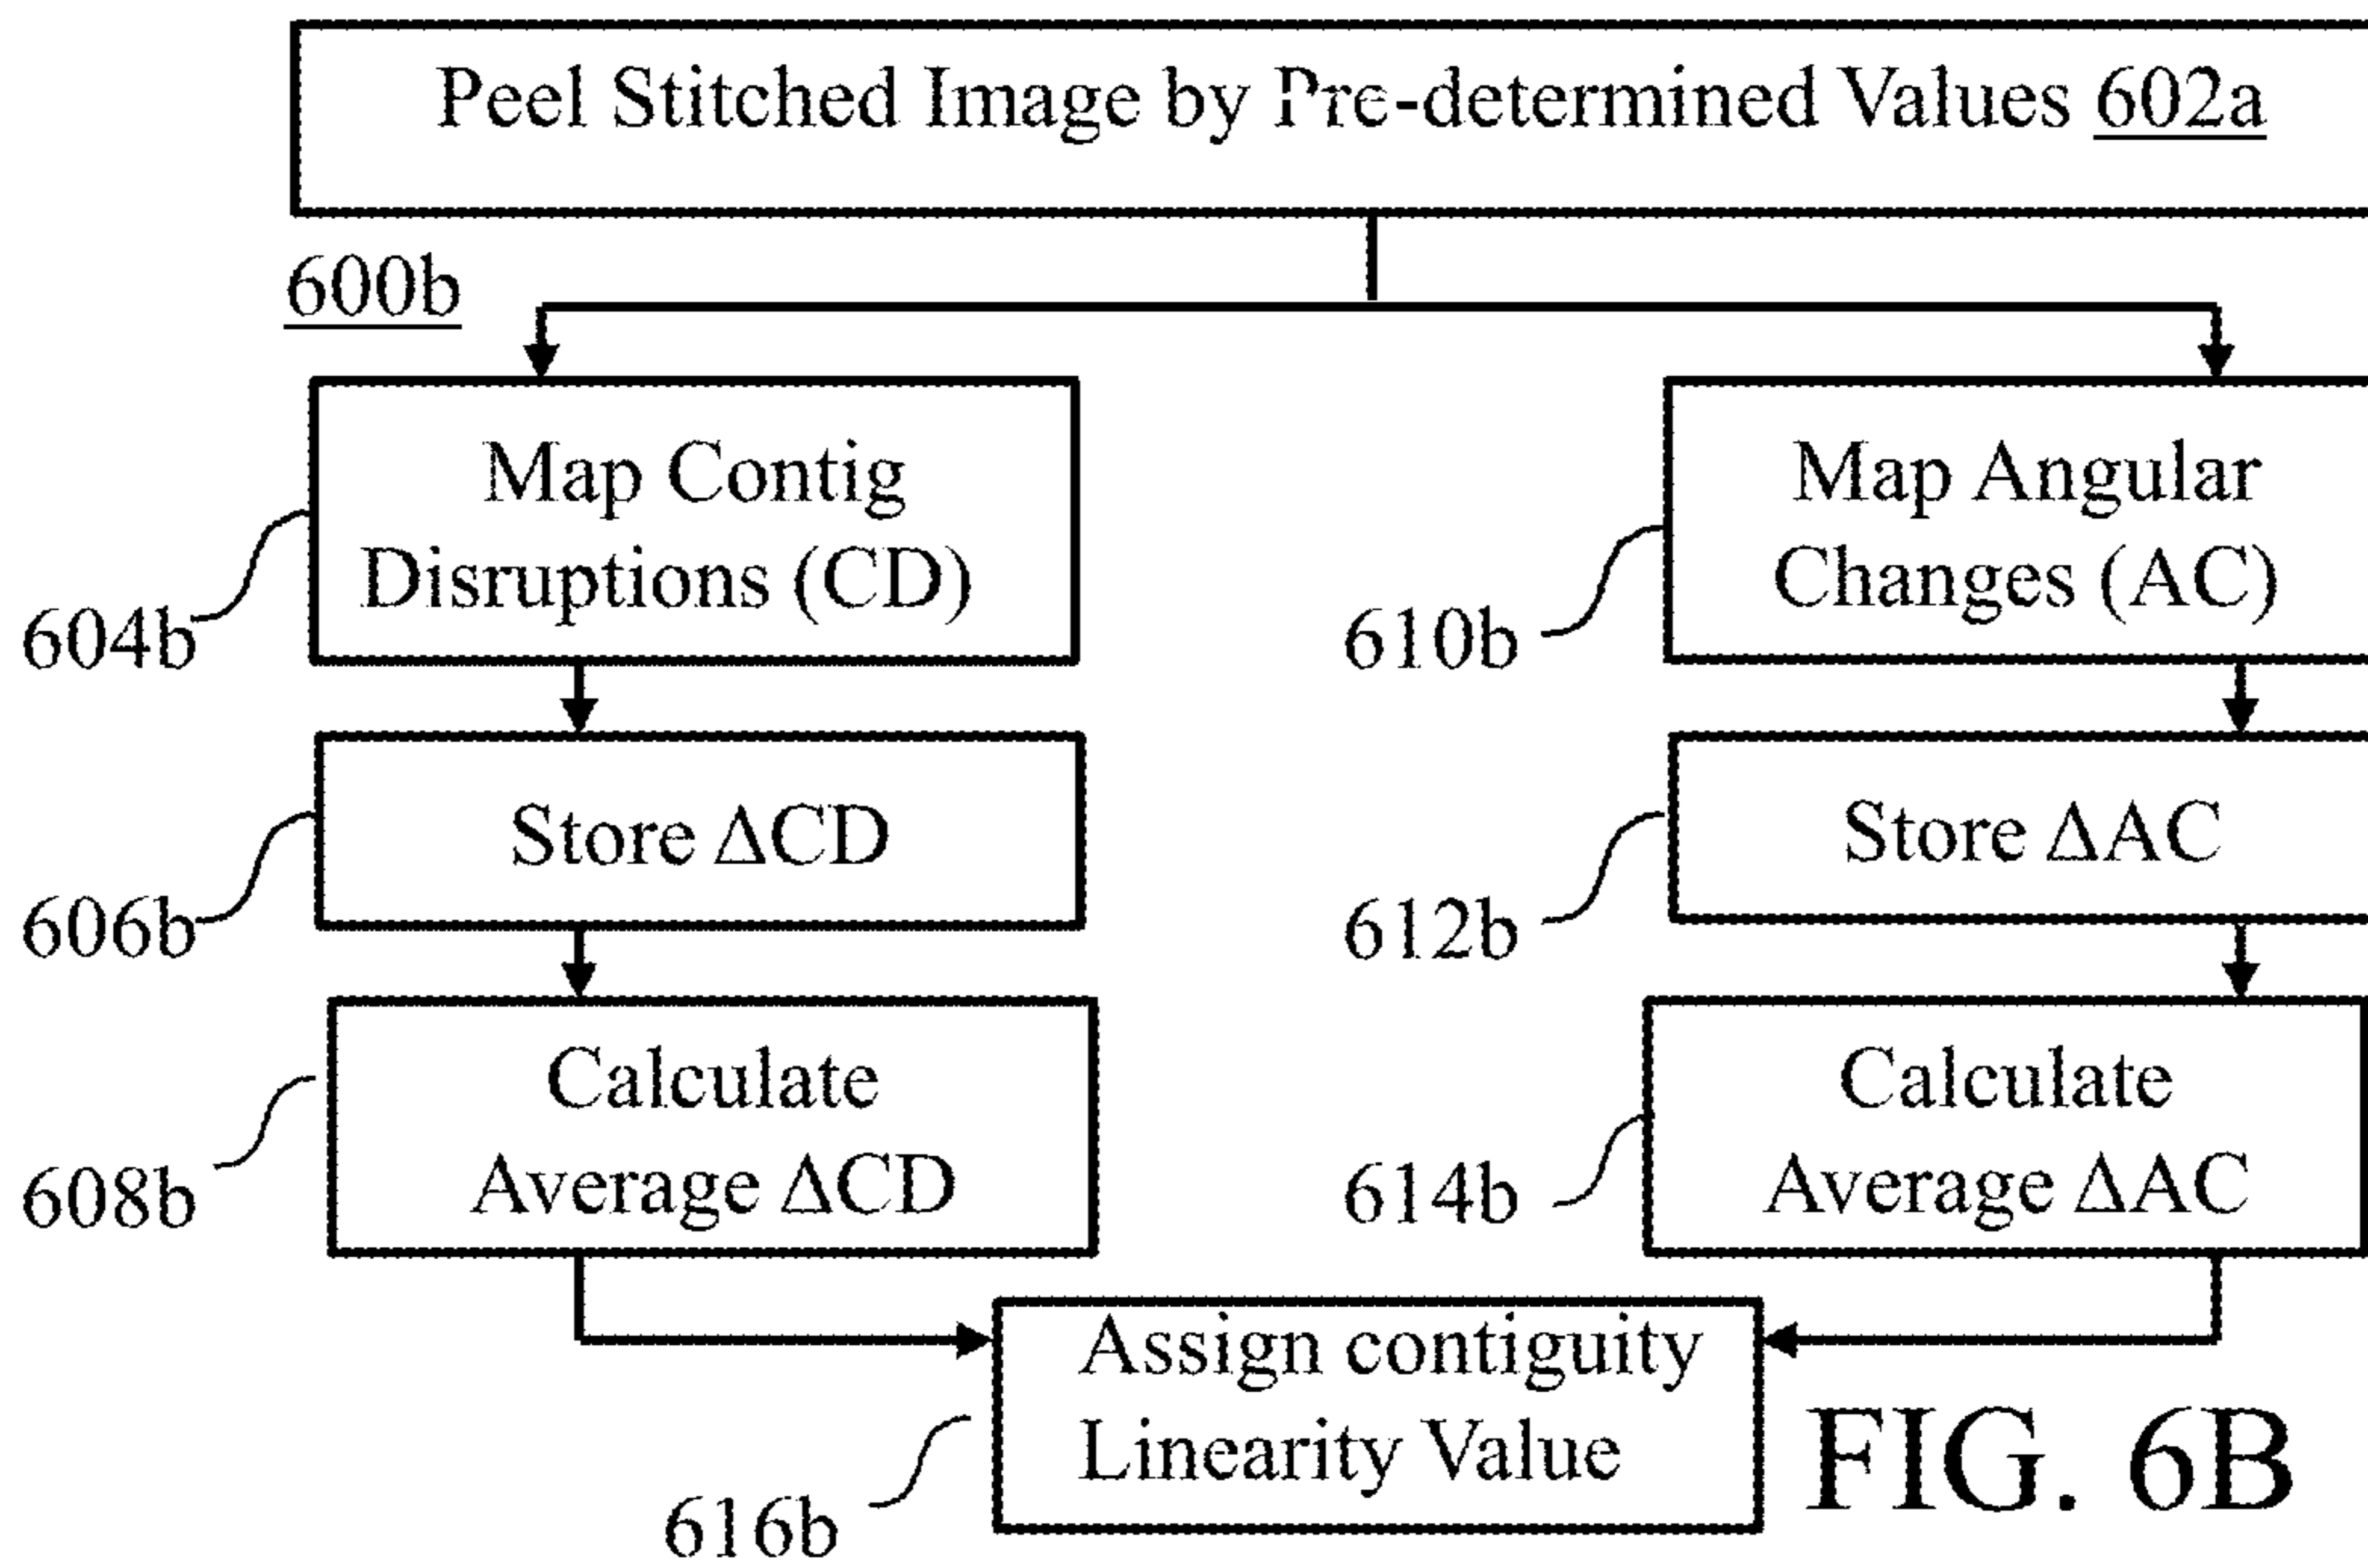 Peel Stitched Image by Pre-determined Values 602a
600b
Map Contig
Disruptions (CD)
604b
Map Angular
Changes (AC)
610b
Store ΔCD
606b
Store ΔAC
612b
Calculate
Average ΔCD
608b
Calculate
Average ΔAC
614b
Assign contiguity
Linearity Value
616b
FIG. 6B